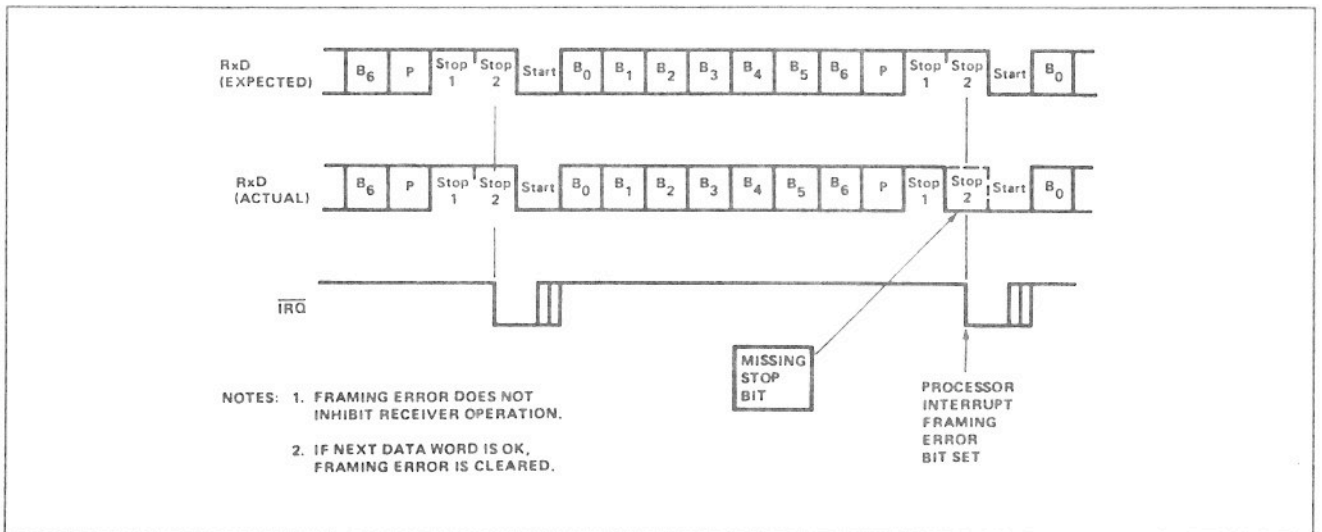 RxD
(EXPECTED)
B6 P Stop 1 Stop 2 Start B0 B1 B2 B3 B4 B5 B6 P Stop 1 Stop 2 Start B0
RxD
(ACTUAL)
B6 P Stop 1 Stop 2 Start B0 B1 B2 B3 B4 B5 B6 P Stop 1 Stop 2 Start B0
IRQ
MISSING
STOP
BIT
PROCESSOR
INTERRUPT
FRAMING
ERROR
BIT SET
NOTES: 1. FRAMING ERROR DOES NOT
INHIBIT RECEIVER OPERATION.
2. IF NEXT DATA WORD IS OK,
FRAMING ERROR IS CLEARED.